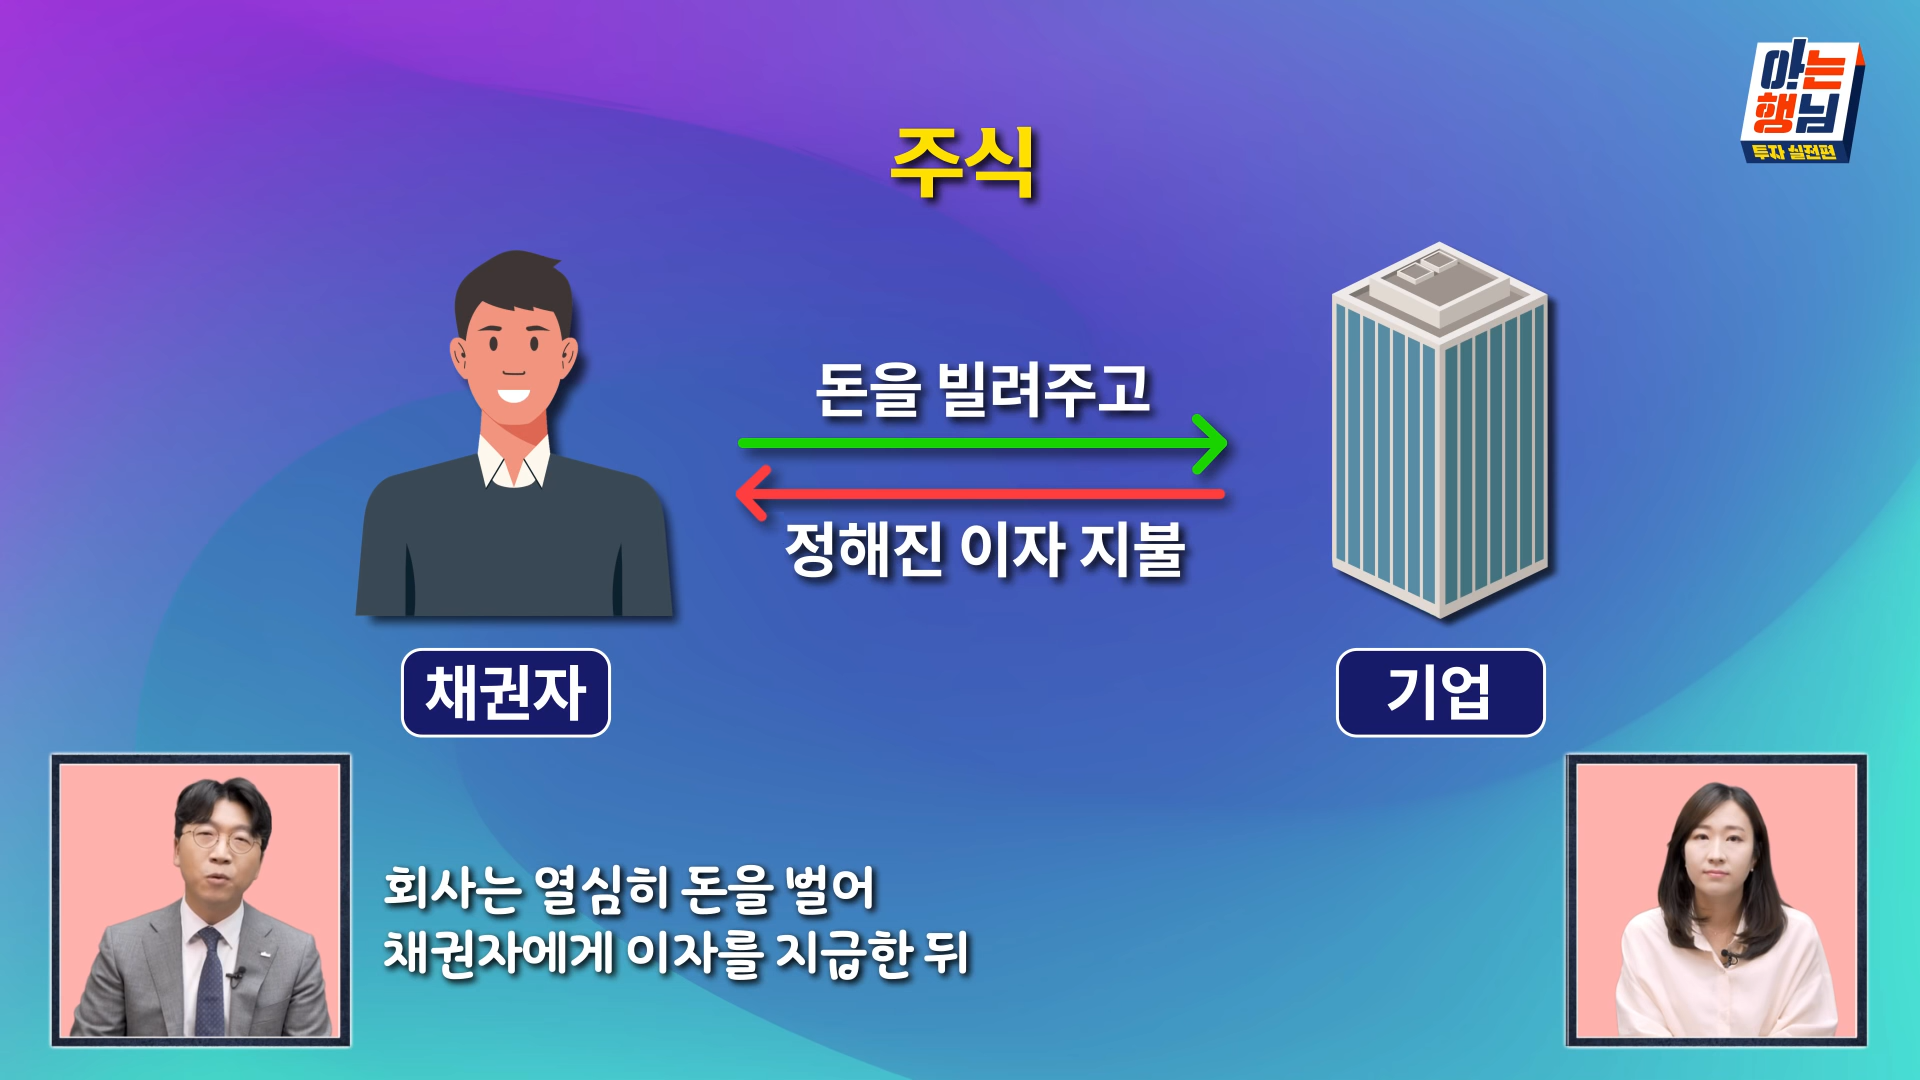 아는
행님
투자 실전편
주식
돈을 빌려주고
정해진 이자 지불
채권자
기업
회사는 열심히 돈을 벌어
채권자에게 이자를 지급한 뒤